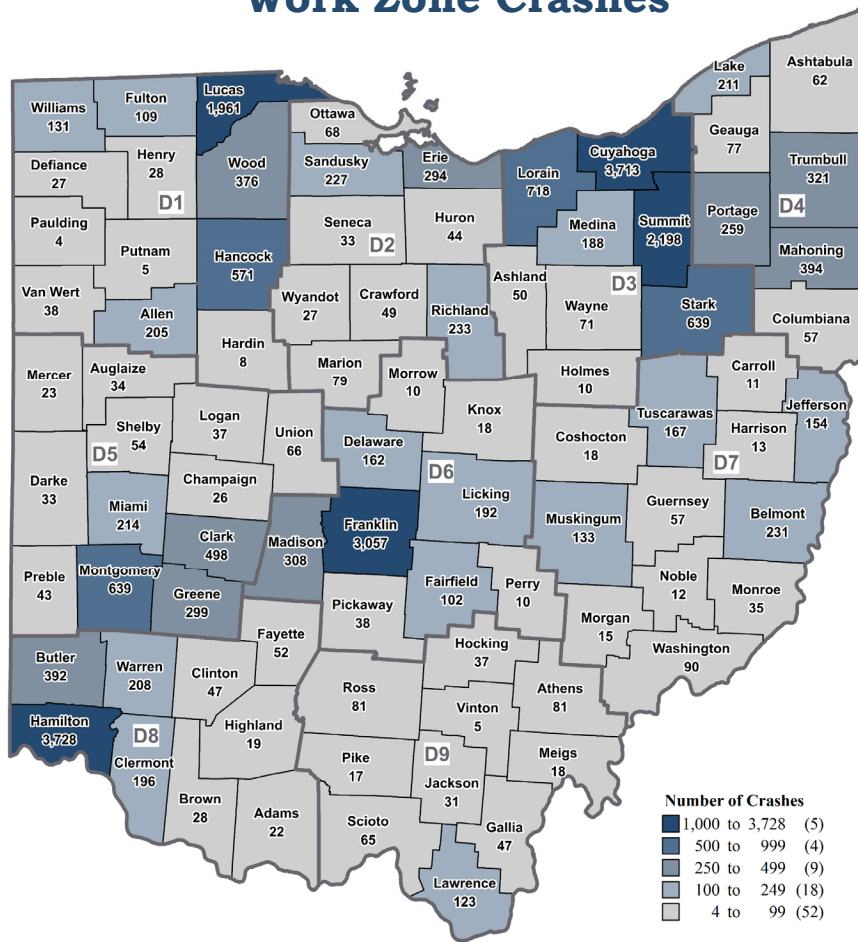 Work Zone Crashes
Lake
211
Ashtabula
62
Williams
131
Fulton
109
Lucas
1,961
Ottawa
68
Geauga
77
Cuyahoga
3,713
Defiance
27
Henry
28
Wood
376
Sandusky
227
Erie
294
Lorain
718
Trumbull
321
D1
D4
Paulding
4
Seneca
33
D2
Huron
44
Medina
188
Summit
2,198
Portage
259
Mahoning
394
Putnam
5
Hancock
571
Van Wert
38
Wyandot
27
Crawford
49
Richland
233
Ashland
50
D3
Wayne
71
Stark
639
Columbiana
57
Allen
205
Hardin
8
Mercer
23
Auglaize
34
Marion
79
Morrow
10
Holmes
10
Carroll
11
Logan
37
Union
66
Knox
18
Tuscarawas
167
Jefferson
154
Shelby
54
Delaware
162
Coshocton
18
Harrison
13
D5
D6
D7
Darke
33
Champaign
26
Licking
192
Miami
214
Muskingum
133
Guernsey
57
Belmont
231
Clark
498
Madison
308
Franklin
3,057
Preble
43
Montgomery
639
Greene
299
Fairfield
102
Perry
10
Noble
12
Monroe
35
Pickaway
38
Morgan
15
Fayette
52
Hocking
37
Washington
90
Butler
392
Warren
208
Clinton
47
Ross
81
Vinton
5
Athens
81
Hamilton
3,728
D8
Clermont
196
Highland
19
Pike
17
D9
Jackson
31
Meigs
18
Brown
28
Adams
22
Scioto
65
Gallia
47
Lawrence
123
Number of Crashes
1,000 to 3,728 (5)
500 to 999 (4)
250 to 499 (9)
100 to 249 (18)
4 to 99 (52)